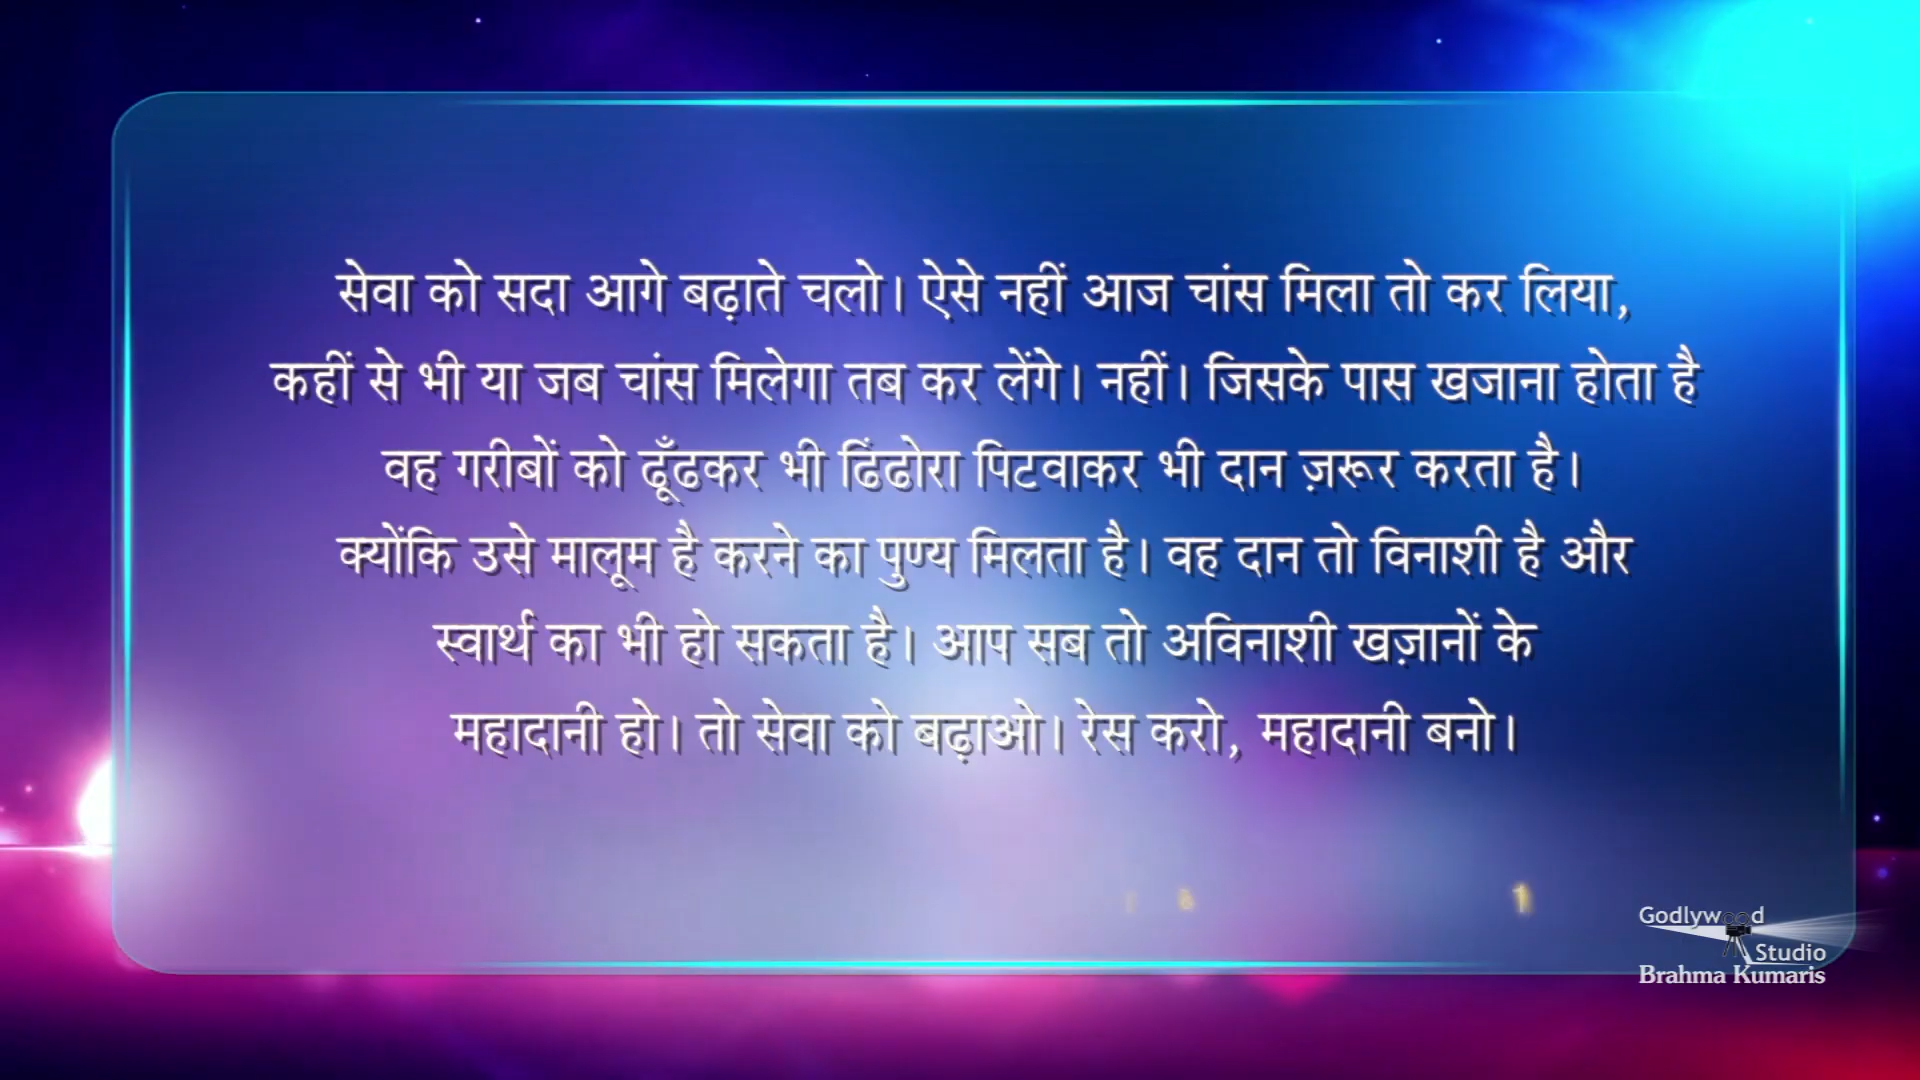 सेवा को सदा आगे बढ़ाते चलो। ऐसे नहीं आज चांस मिला तो कर लिया,
कहीं से भी या जब चांस मिलेगा तब कर लेंगे। नहीं। जिसके पास खजाना होता है
वह गरीबों को ढूँढकर भी ढिंढोरा पिटवाकर भी दान ज़रूर करता है।
क्योंकि उसे मालूम है करने का पुण्य मिलता है। वह दान तो विनाशी है और
स्वार्थ का भी हो सकता है। आप सब तो अविनाशी खज़ानों के
महादानी हो। तो सेवा को बढ़ाओ। रेस करो, महादानी बनो।
Godlywood
Studio
Brahma Kumaris